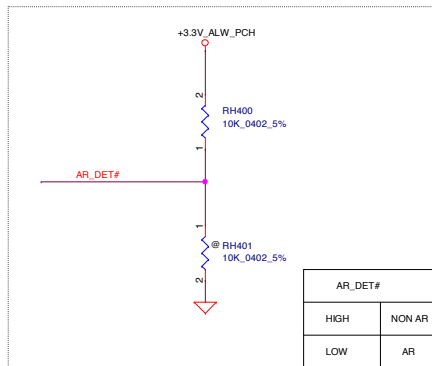 +3.3V_ALW_PCH
2
RH400
10K_0402_5%
1
AR_DET#
1
@ RH401
10K_0402_5%
2
AR_DET#
HIGH NON AR
LOW AR